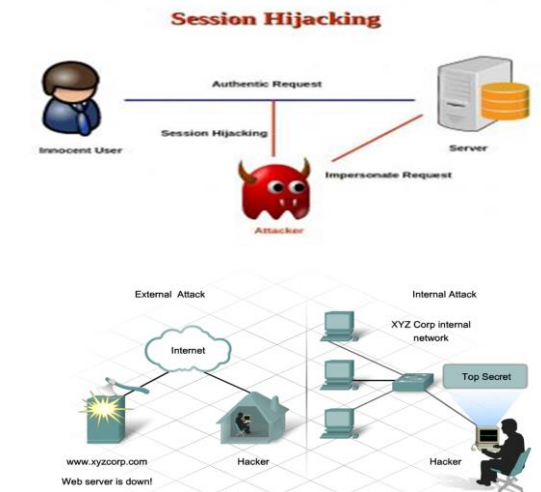 Session Hijacking
Authentic Request
Session Hijacking
Innocent User
Server
Impersonate Request
Attacker
External Attack
Internal Attack
XYZ Corp internal
network
Internet
Top Secret
www.xyzcorp.com
Hacker
Hacker
Web server is down!